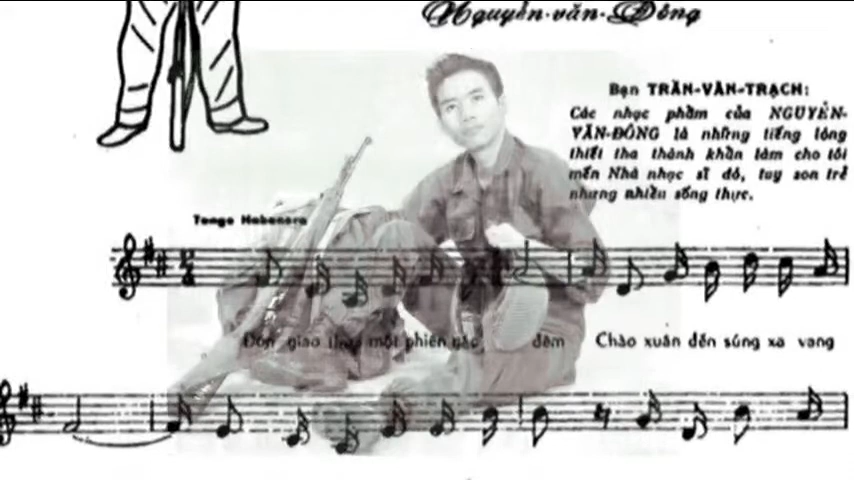 Nguyễn-văn-Đông
Bạn TRẦN-VĂN-TRẠCH:
Các nhạc phẩm của NGUYỄN-
VĂN-ĐÔNG là những tiếng lòng
thiết tha thành khẩn làm cho tôi
mến Nhà nhạc sĩ đó, tuy son trẻ
nhưng nhiều sống thực.
Tango Habanera
Đón giao thừa một phiên gác đêm Chào xuân đến súng xa vang